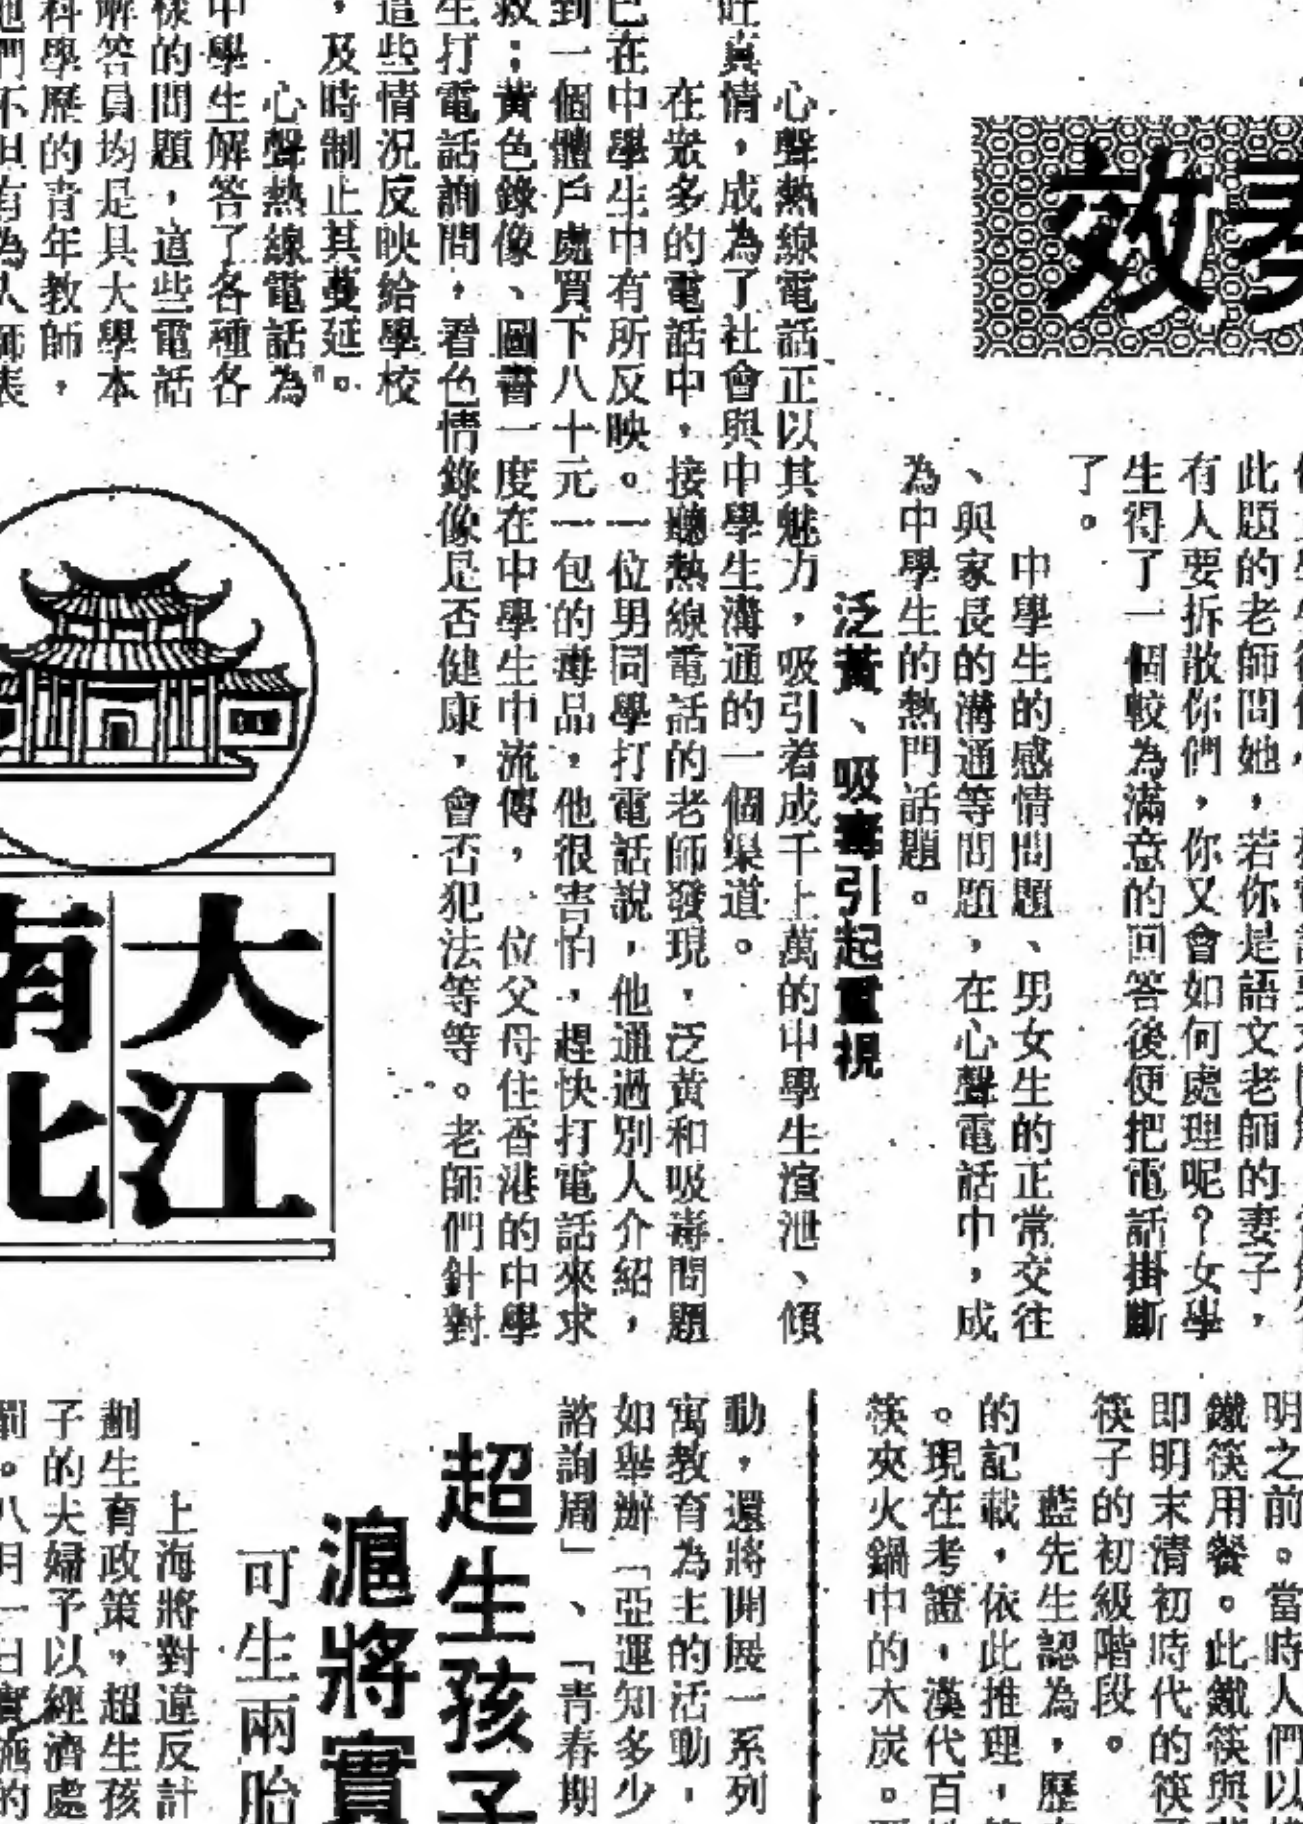 效
此題的老師問她，若你是語文老師的妻子，
有人要拆散你們，你又會如何處理呢？女學
生得了一個較為滿意的回答後便把電話掛斷
了。
中學生的感情問題、男女生的正常交往
、與家長的溝通等問題，在心聲電話中，成
為中學生的熱門話題。
泛黃、吸毒引起重視
心聲熱線電話正以其魅力，吸引着成千上萬的中學生渲泄、傾
吐真情，成為了社會與中學生溝通的一個渠道。
在眾多的電話中，接聽熱線電話的老師發現，泛黃和吸毒問題
已在中學生中有所反映。一位男同學打電話說，他通過別人介紹，
到一個體戶處買下八十元一包的毒品，他很害怕，趕快打電話來求
救；黃色錄像、圖書一度在中學生中流傳，一位父母住香港的中學
生打電話詢問，看色情錄像是否健康，會否犯法等等。老師們針對
這些情況反映給學校
，及時制止其蔓延。
心聲熱線電話為
中學生解答了各種各
樣的問題，這些電話
解答員均是具大學本
科學歷的青年教師，
他們不但有為人師表
大江
南北
明之前。當時人們以
鐵筷用餐。此鐵筷與
即明末清初時代的筷
筷子的初級階段。
藍先生認為，歷
的記載，依此推理，
。現在考證，漢代百
筷夾火鍋中的木炭。
動，還將開展一系列
寓教育為主的活動，
如舉辦「亞運知多少
諮詢周」、「青春期
超生孩子
滬將實
可生兩胎
上海將對違反計
劃生育政策，超生孩
子的夫婦予以經濟處
罰。八月一日實施的